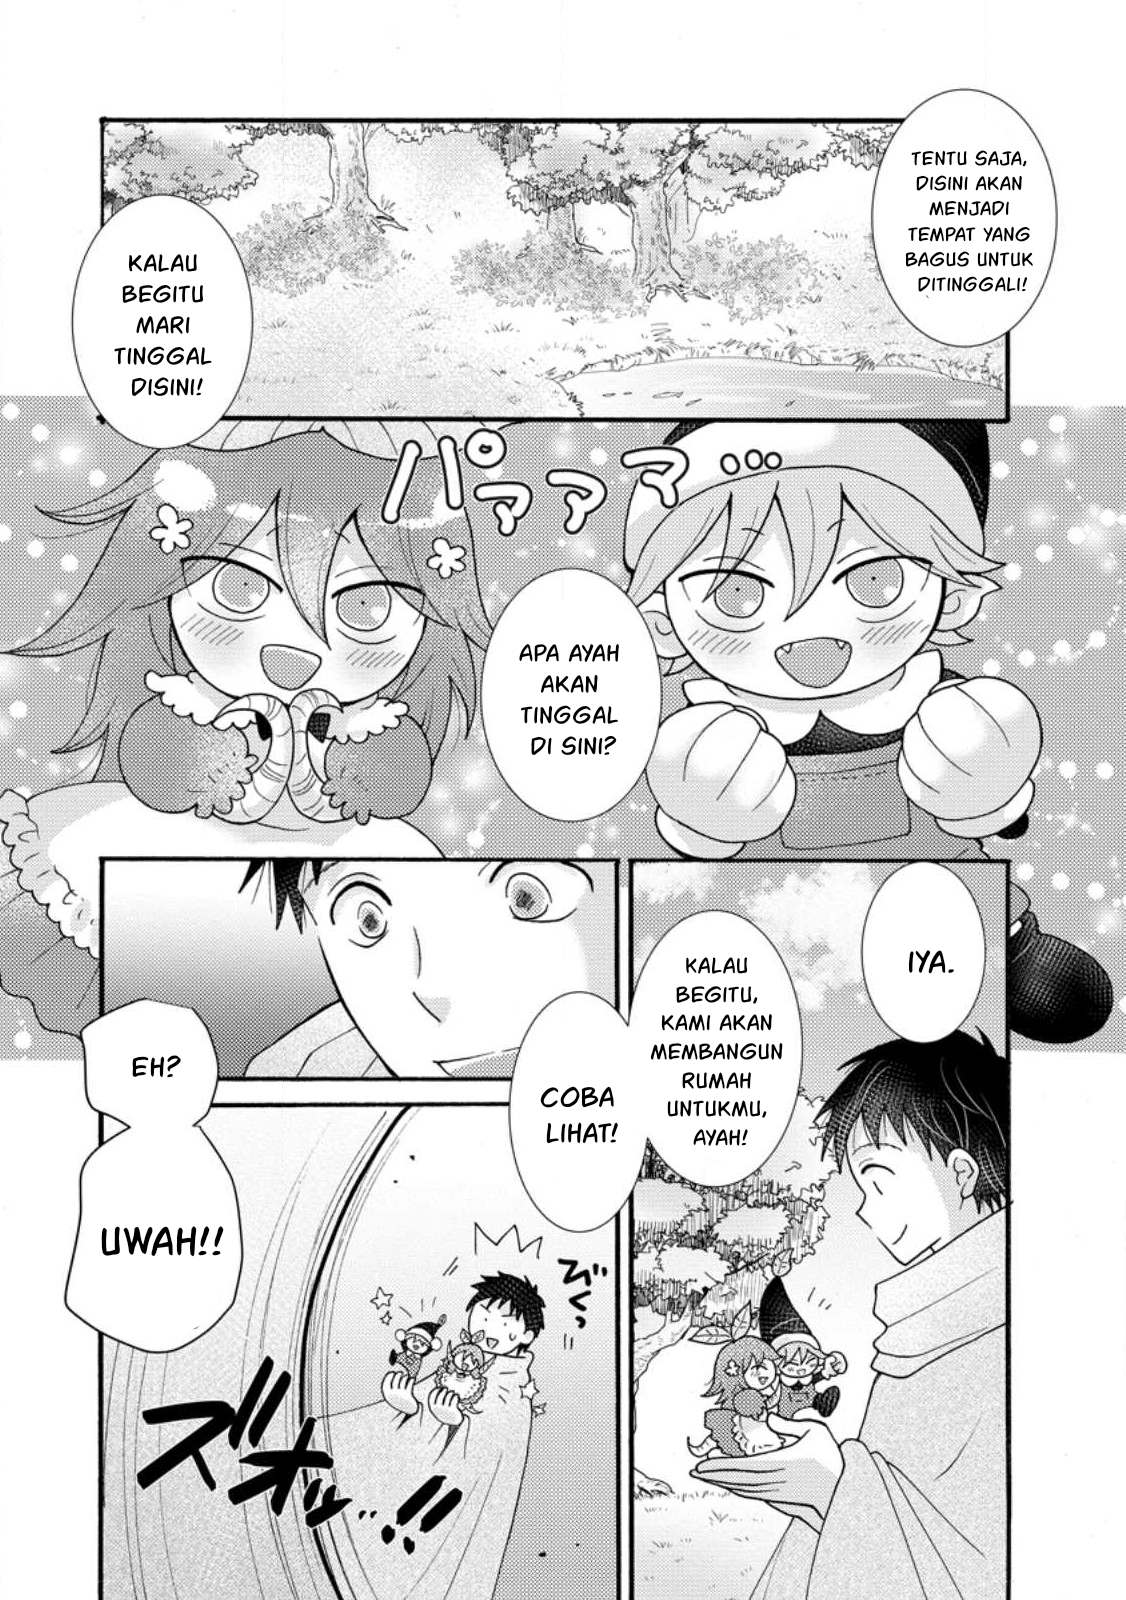 TENTU SAJA,
DISINI AKAN
MENJADI
TEMPAT YANG
BAGUS UNTUK
DITINGGALI!
KALAU
BEGITU
MARI
TINGGAL
DISINI!
パァァァ...
APA AYAH
AKAN
TINGGAL
DI SINI?
IYA.
KALAU
BEGITU,
KAMI AKAN
MEMBANGUN
RUMAH
UNTUKMU,
AYAH!
COBA
LIHAT!
EH?
UWAH!!
びくっ
ズオッ...!!